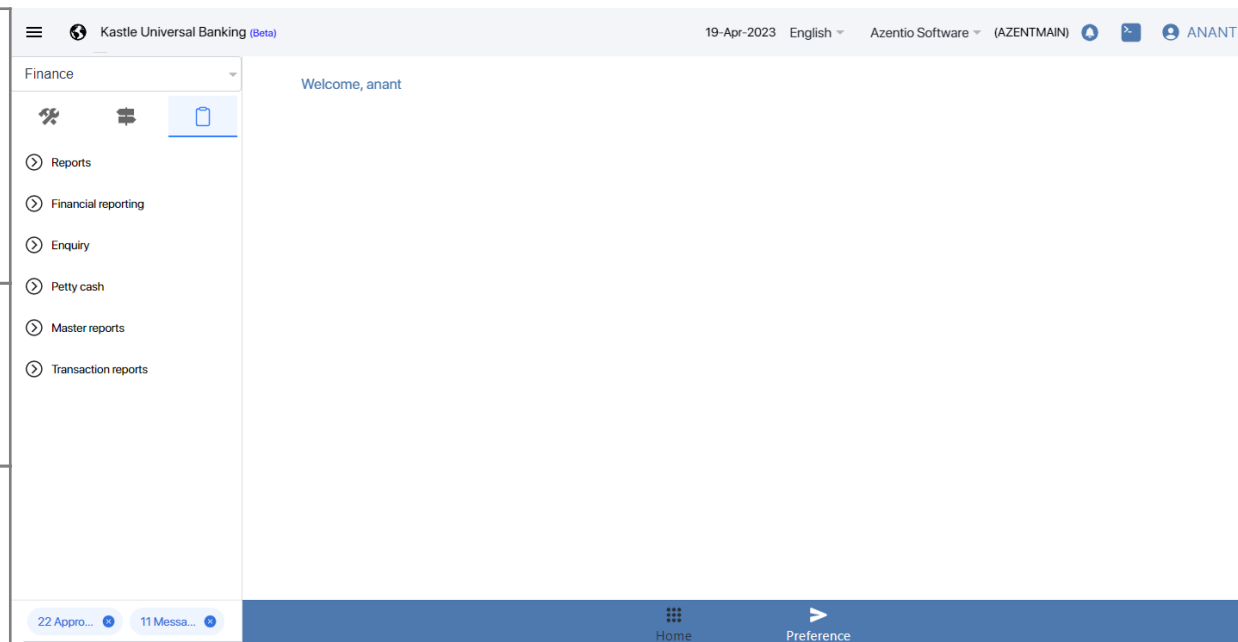 Kastle Universal Banking (Beta) 19-Apr-2023 English Azentio Software (AZENTMAIN) ANANT
Finance
Welcome, anant
Reports
Financial reporting
Enquiry
Petty cash
Master reports
Transaction reports
22 Appro... 11 Messa...
Home Preference